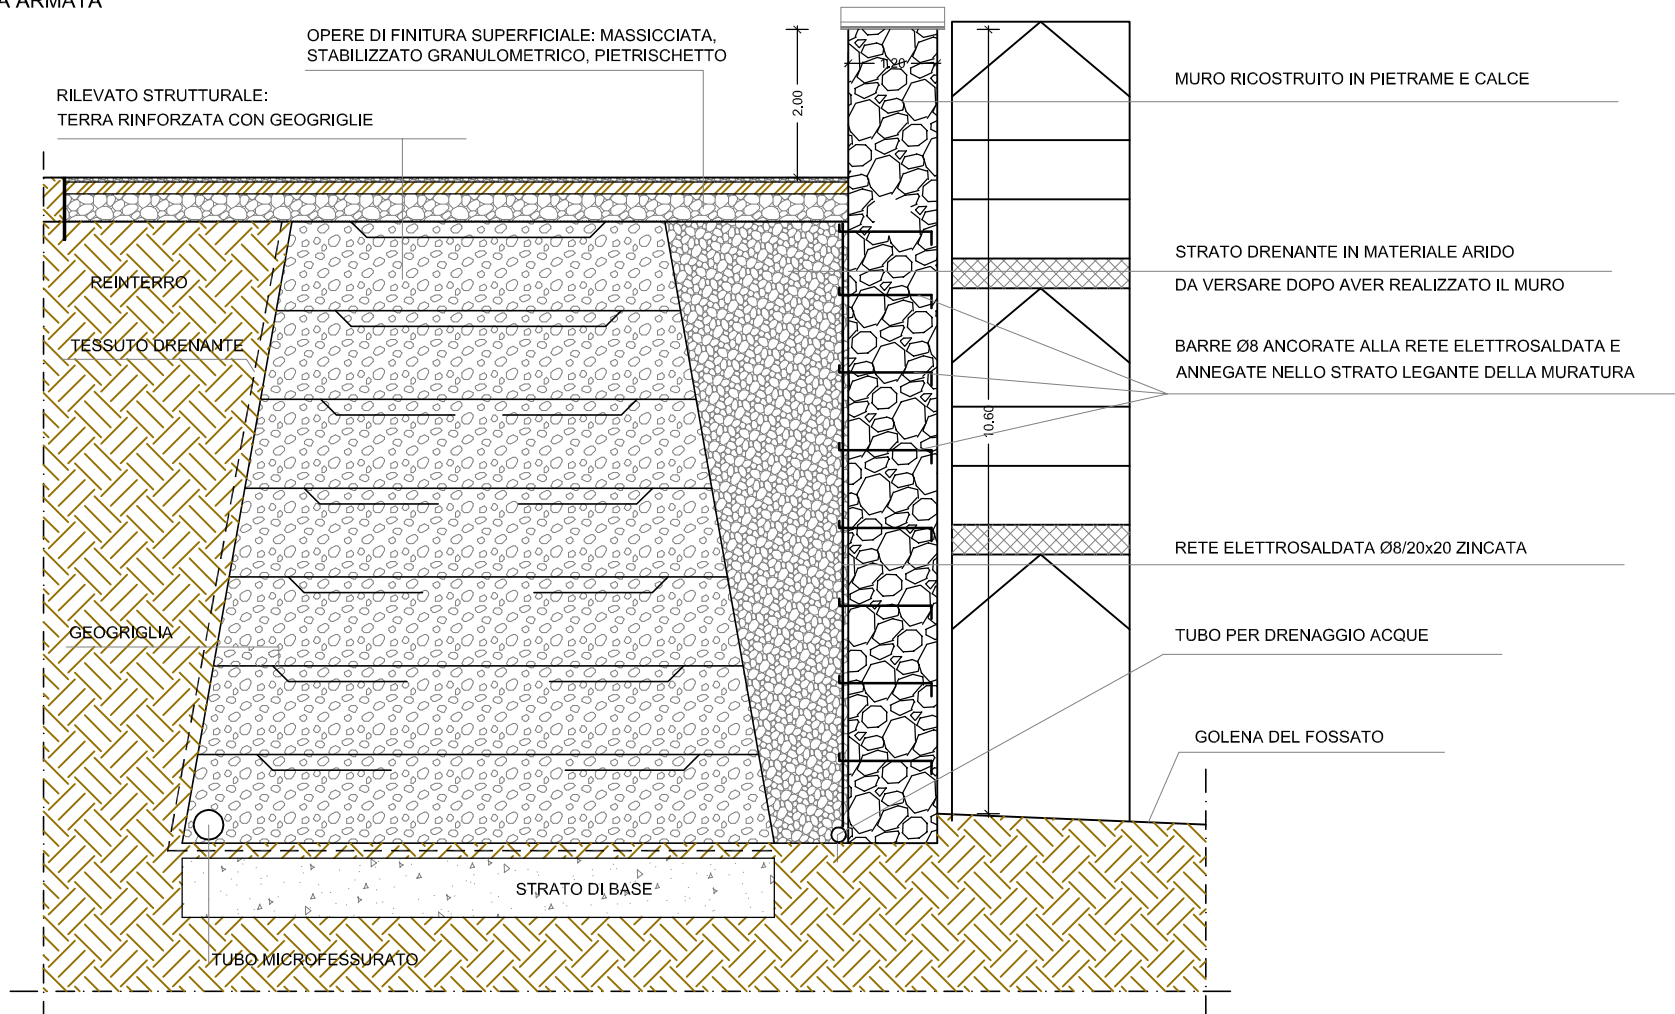 A ARMATA
OPERE DI FINITURA SUPERFICIALE: MASSICCIATA,
STABILIZZATO GRANULOMETRICO, PIETRISCHETTO
RILEVATO STRUTTURALE:
TERRA RINFORZATA CON GEOGRIGLIE
2.00
1.20
MURO RICOSTRUITO IN PIETRAME E CALCE
REINTERRO
STRATO DRENANTE IN MATERIALE ARIDO
DA VERSARE DOPO AVER REALIZZATO IL MURO
TESSUTO DRENANTE
BARRE Ø8 ANCORATE ALLA RETE ELETTROSALDATA E
ANNEGATE NELLO STRATO LEGANTE DELLA MURATURA
10.60
RETE ELETTROSALDATA Ø8/20x20 ZINCATA
GEOGRIGLIA
TUBO PER DRENAGGIO ACQUE
GOLENA DEL FOSSATO
STRATO DI BASE
TUBO MICROFESSURATO